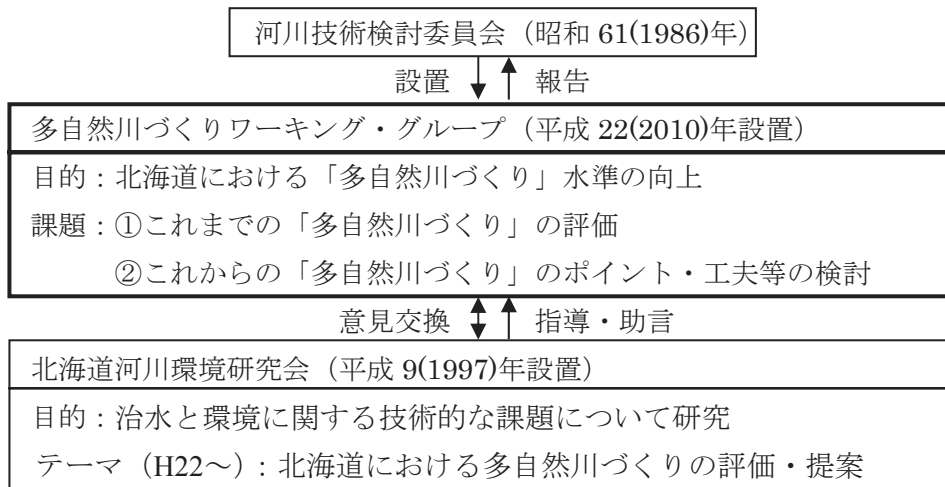 河川技術検討委員会（昭和 61(1986)年）
設置 報告
多自然川づくりワーキング・グループ（平成 22(2010)年設置）
目的：北海道における「多自然川づくり」水準の向上
課題：①これまでの「多自然川づくり」の評価
②これからの「多自然川づくり」のポイント・工夫等の検討
意見交換 指導・助言
北海道河川環境研究会（平成 9(1997)年設置）
目的：治水と環境に関する技術的な課題について研究
テーマ（H22～）：北海道における多自然川づくりの評価・提案